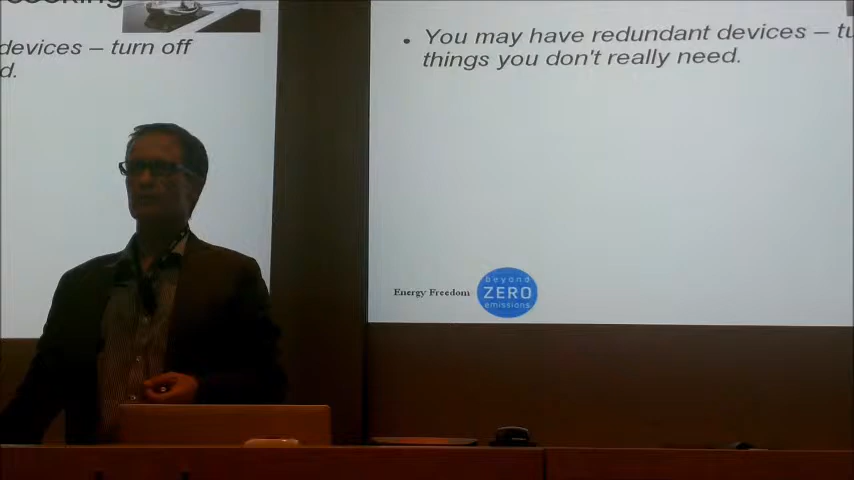 cooking
devices – turn off
d.
• You may have redundant devices – tu
things you don't really need.
Energy Freedom
beyond
ZERO
emissions